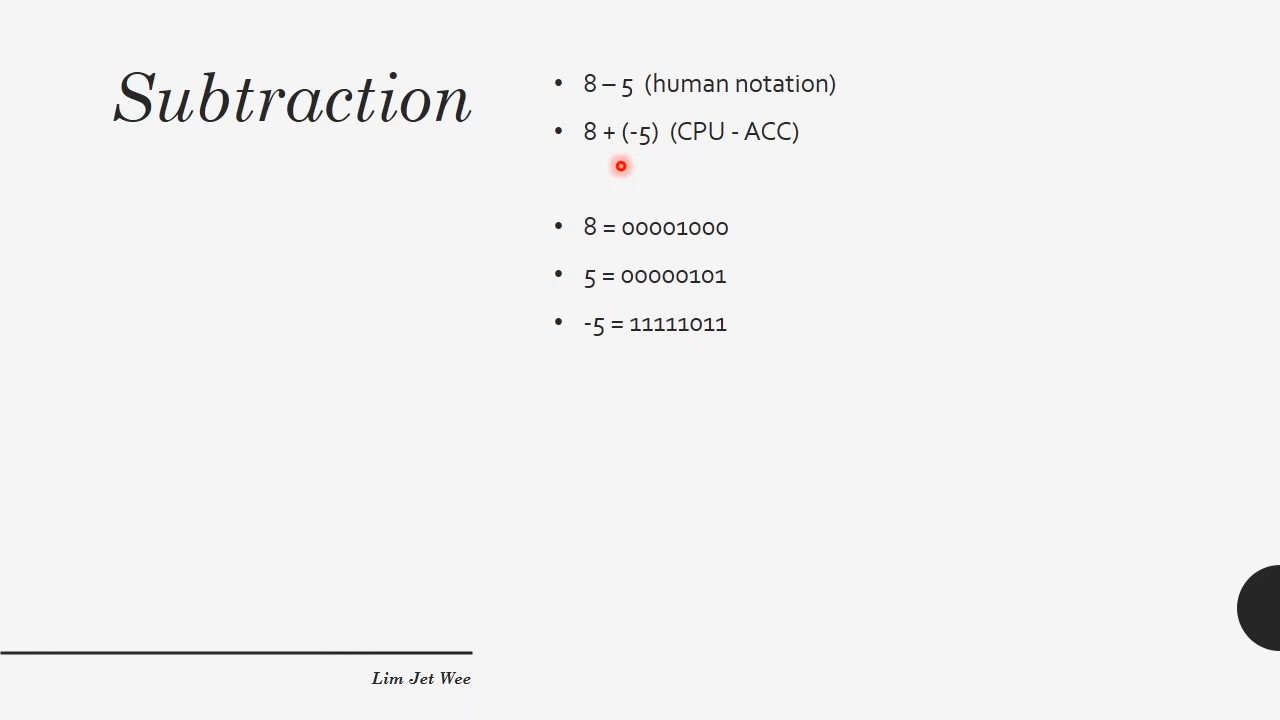 Subtraction
• 8 – 5 (human notation)
• 8 + (-5) (CPU - ACC)
• 8 = 00001000
• 5 = 00000101
• -5 = 11111011
Lim Jet Wee